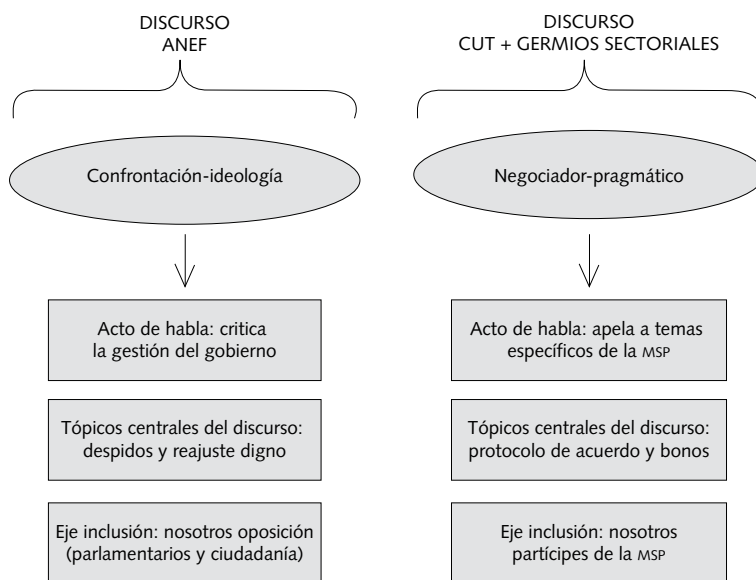 DISCURSO
ANEF
Confrontación-ideología
Acto de habla: critica
la gestión del gobierno
Tópicos centrales del discurso:
despidos y reajuste digno
Eje inclusión: nosotros oposición
(parlamentarios y ciudadanía)
DISCURSO
CUT + GERMIOS SECTORIALES
Negociador-pragmático
Acto de habla: apela a temas
específicos de la MSP
Tópicos centrales del discurso:
protocolo de acuerdo y bonos
Eje inclusión: nosotros
partícipes de la MSP